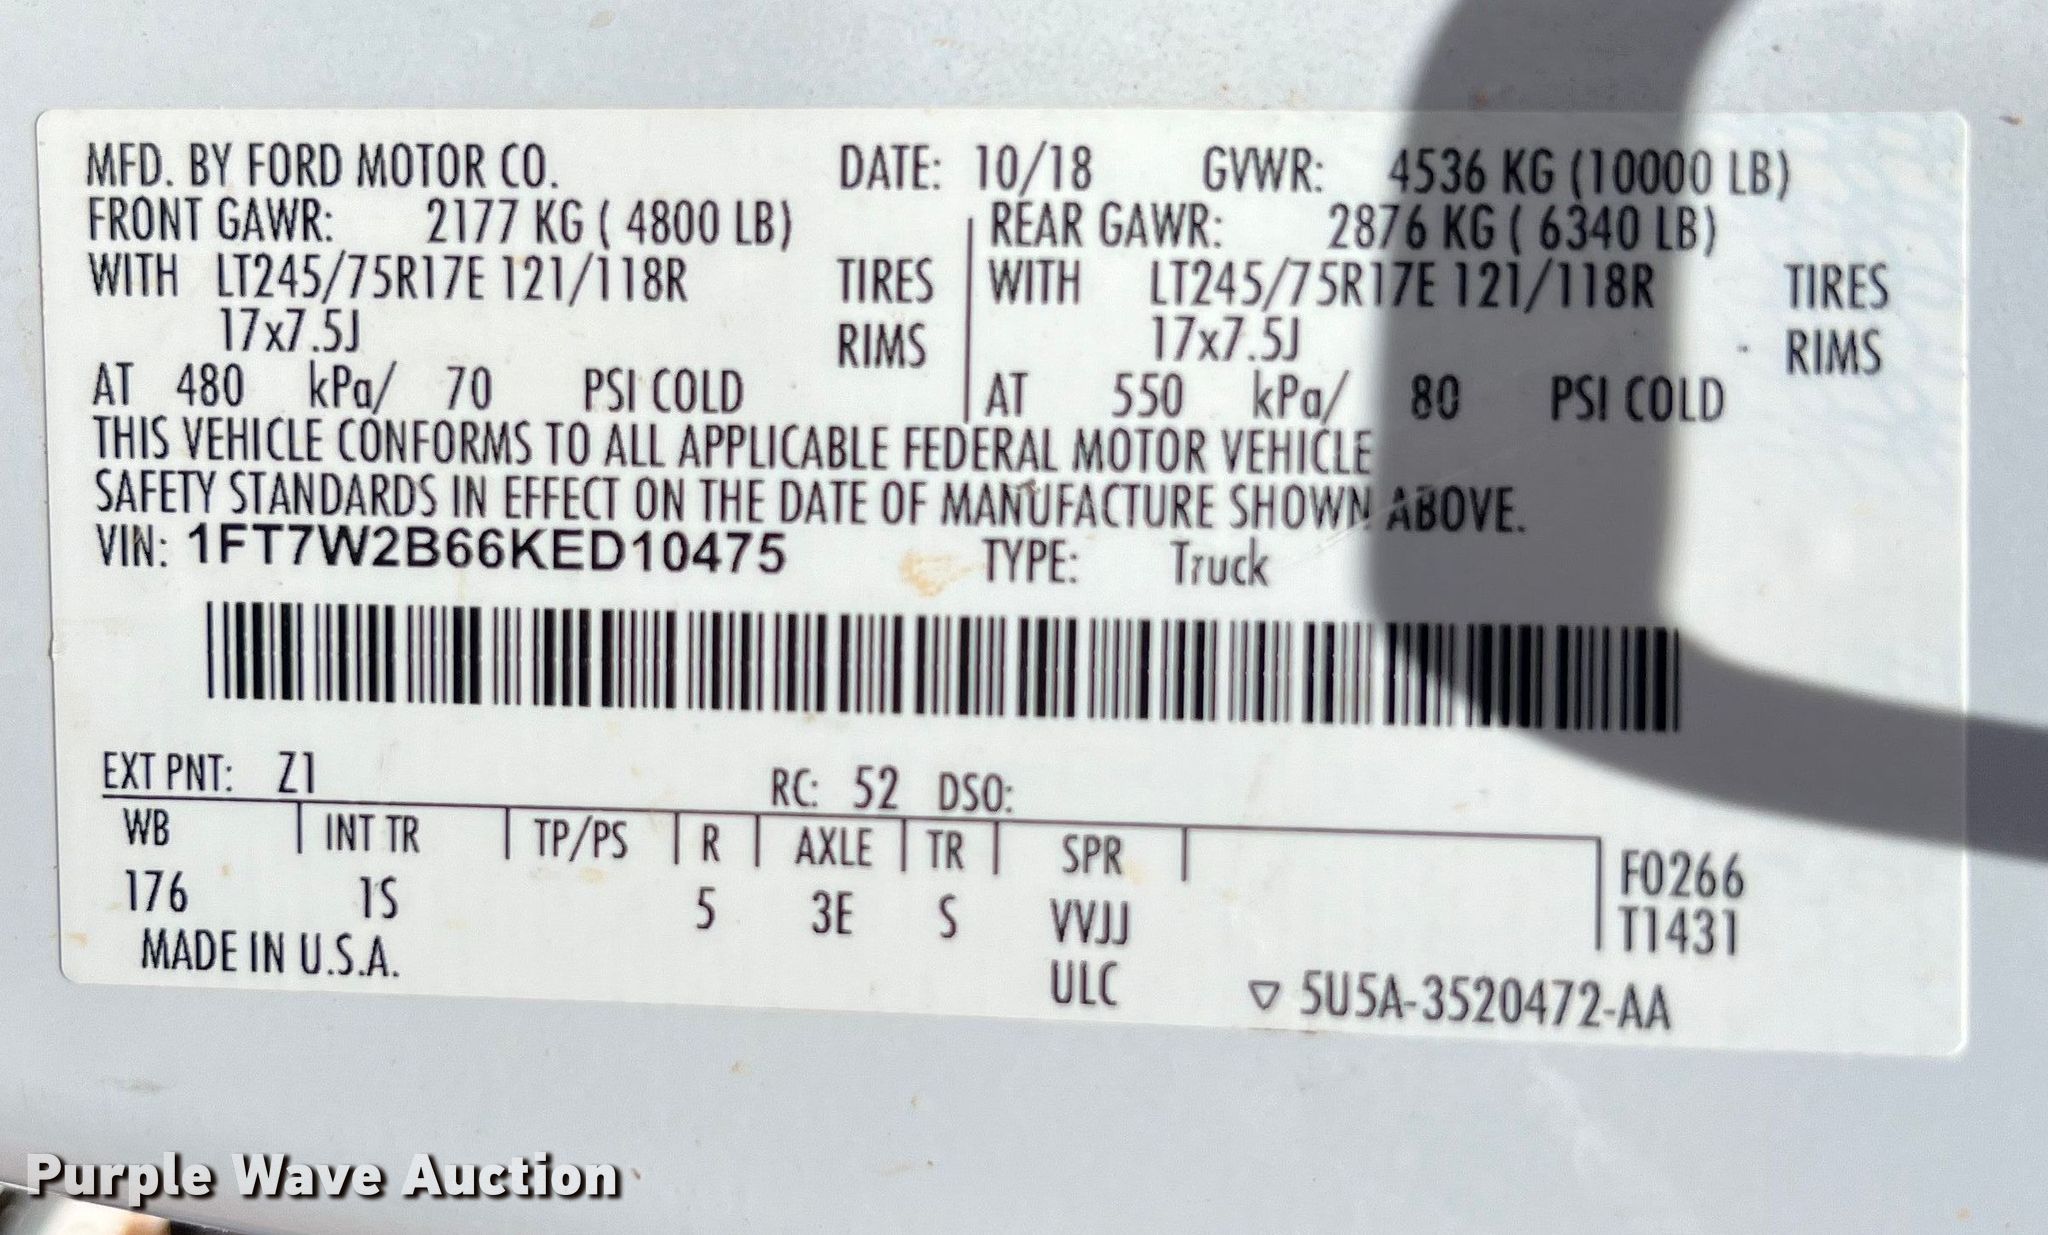 MFD. BY FORD MOTOR CO. DATE: 10/18 GVWR: 4536 KG (10000 LB)
FRONT GAWR: 2177 KG ( 4800 LB) REAR GAWR: 2876 KG ( 6340 LB)
WITH LT245/75R17E 121/118R TIRES WITH LT245/75R17E 121/118R TIRES
17x7.5J RIMS 17x7.5J RIMS
AT 480 kPa/ 70 PSI COLD AT 550 kPa/ 80 PSI COLD
THIS VEHICLE CONFORMS TO ALL APPLICABLE FEDERAL MOTOR VEHICLE
SAFETY STANDARDS IN EFFECT ON THE DATE OF MANUFACTURE SHOWN ABOVE.
VIN: 1FT7W2B66KED10475 TYPE: Truck
EXT PNT: Z1 RC: 52 DSO:
WB INT TR TP/PS R AXLE TR SPR F0266
176 1S 5 3E S VVJJ T1431
MADE IN U.S.A. ULC ▽ 5U5A-3520472-AA
Purple Wave Auction